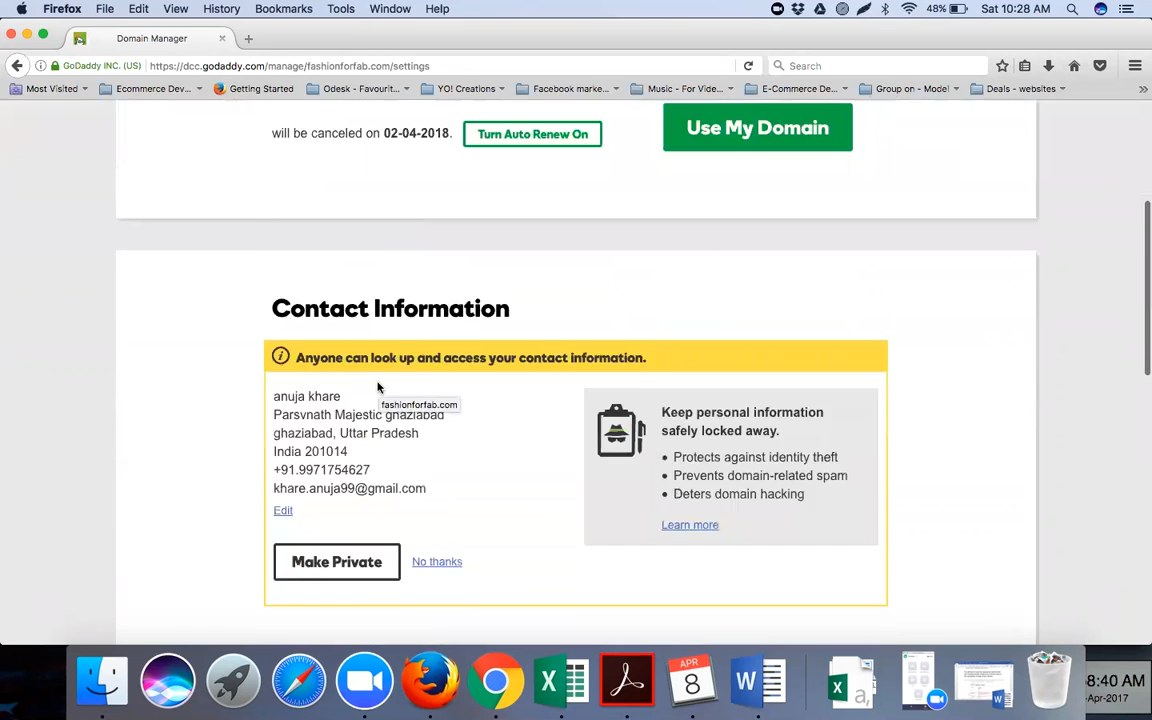 Firefox File Edit View History Bookmarks Tools Window Help 48% Sat 10:28 AM
Domain Manager
GoDaddy INC. (US) https://dcc.godaddy.com/manage/fashionforfab.com/settings Search
Most Visited Ecommerce Dev... Getting Started Odesk - Favourit... YO! Creations Facebook marke... Music - For Vide... E-Commerce De... Group on - Model Deals - websites
will be canceled on 02-04-2018. Turn Auto Renew On Use My Domain
Contact Information
Anyone can look up and access your contact information.
anuja khare
fashionforfab.com
Parsvnath Majestic ghaziabad
ghaziabad, Uttar Pradesh
India 201014
+91.9971754627
khare.anuja99@gmail.com
Edit
Make Private No thanks
Keep personal information
safely locked away.
Protects against identity theft
Prevents domain-related spam
Deters domain hacking
Learn more
APR
8
8:40 AM
-Apr-2017